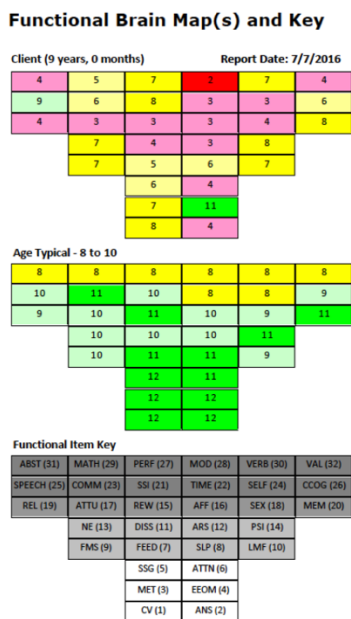 Functional Brain Map(s) and Key
Client (9 years, 0 months) Report Date: 7/7/2016
4 5 7 2 7 4
9 6 8 3 3 6
4 3 3 3 4 8
7 4 3 8
7 5 6 7
6 4
7 11
8 4
Age Typical - 8 to 10
8 8 8 8 8 8
10 11 10 8 8 9
9 10 11 10 9 11
10 10 10 11
10 11 11 9
12 11
12 12
12 12
Functional Item Key
ABST (31) MATH (29) PERF (27) MOD (28) VERB (30) VAL (32)
SPEECH (25) COMM (23) SSI (21) TIME (22) SELF (24) CCOG (26)
REL (19) ATTU (17) REW (15) AFF (16) SEX (18) MEM (20)
NE (13) DISS (11) ARS (12) PSI (14)
FMS (9) FEED (7) SLP (8) LMF (10)
SSG (5) ATTN (6)
MET (3) EEOM (4)
CV (1) ANS (2)